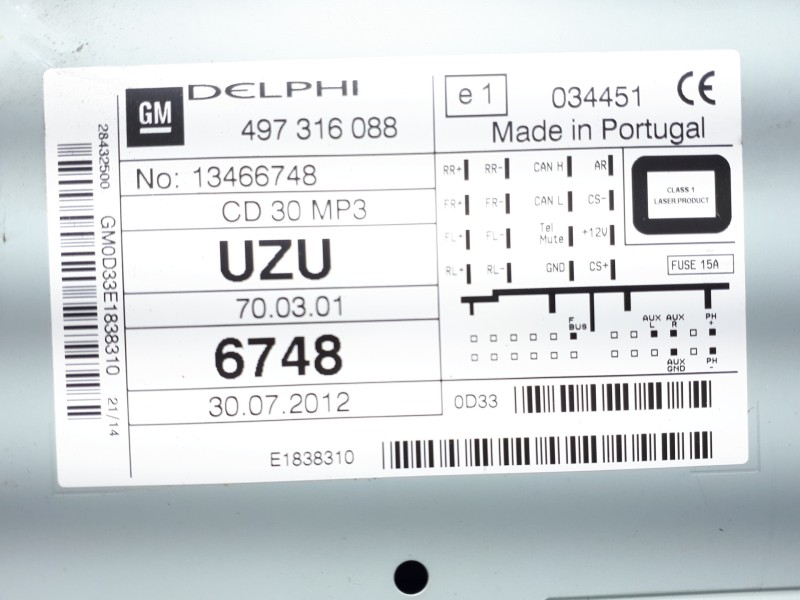 GM DELPHI
497 316 088
No: 13466748
CD 30 MP3
UZU
70.03.01
6748
30.07.2012
E1838310
28432500
GM0D33E1838310
21/14
e1 034451 CE
Made in Portugal
RR+ RR- CAN H AR
FR+ FR- CAN L CS-
FL+ FL- Tel Mute +12V
RL+ RL- GND CS+
CLASS 1
LASER PRODUCT
FUSE 15A
F BUS AUX L AUX R PH +
AUX GND PH -
0D33